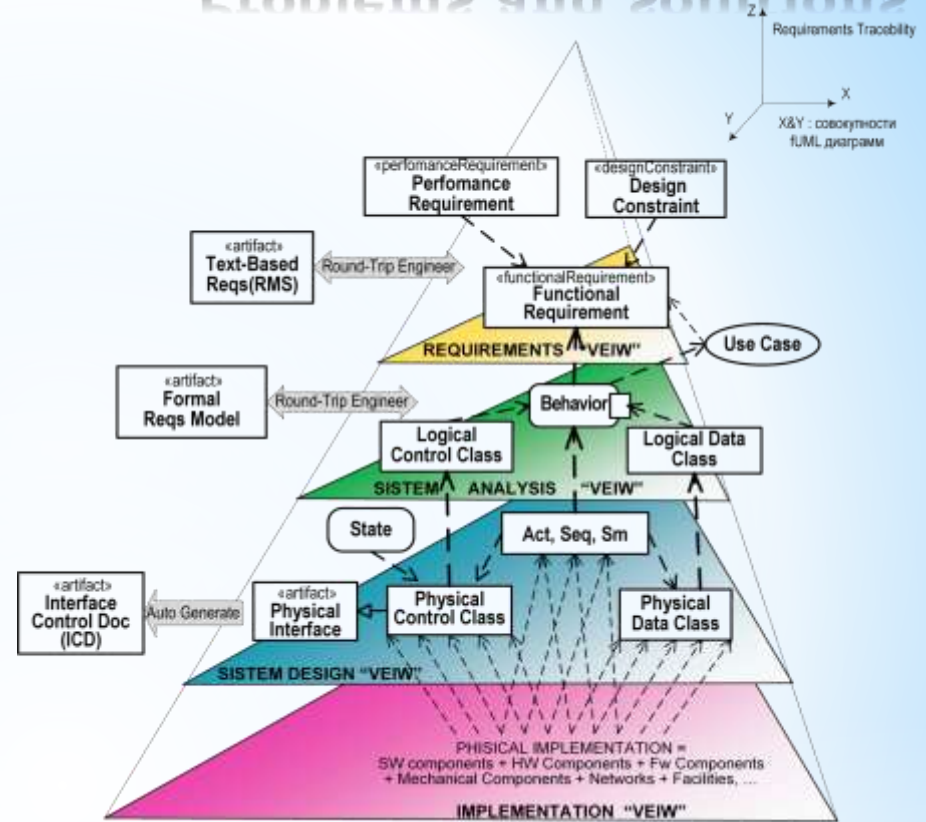 Problems and solutions
Z
Requirements Tracebility
X
Y
X&Y : совокупности
fUML диаграмм
«perfomanceRequirement»
Perfomance
Requirement
«designConstraint»
Design
Constraint
«artifact»
Text-Based
Reqs(RMS)
Round-Trip Engineer
«functionalRequirement»
Functional
Requirement
REQUIREMENTS "VEIW"
Use Case
«artifact»
Formal
Reqs Model
Round-Trip Engineer
Behavior
Logical
Control Class
Logical Data
Class
SISTEM ANALYSIS "VEIW"
State
Act, Seq, Sm
«artifact»
Interface
Control Doc
(ICD)
Auto Generate
«artifact»
Physical
Interface
Physical
Control Class
Physical
Data Class
SISTEM DESIGN "VEIW"
PHISICAL IMPLEMENTATION =
SW components + HW Components + Fw Components
+ Mechanical Components + Networks + Facilities, ...
IMPLEMENTATION "VEIW"